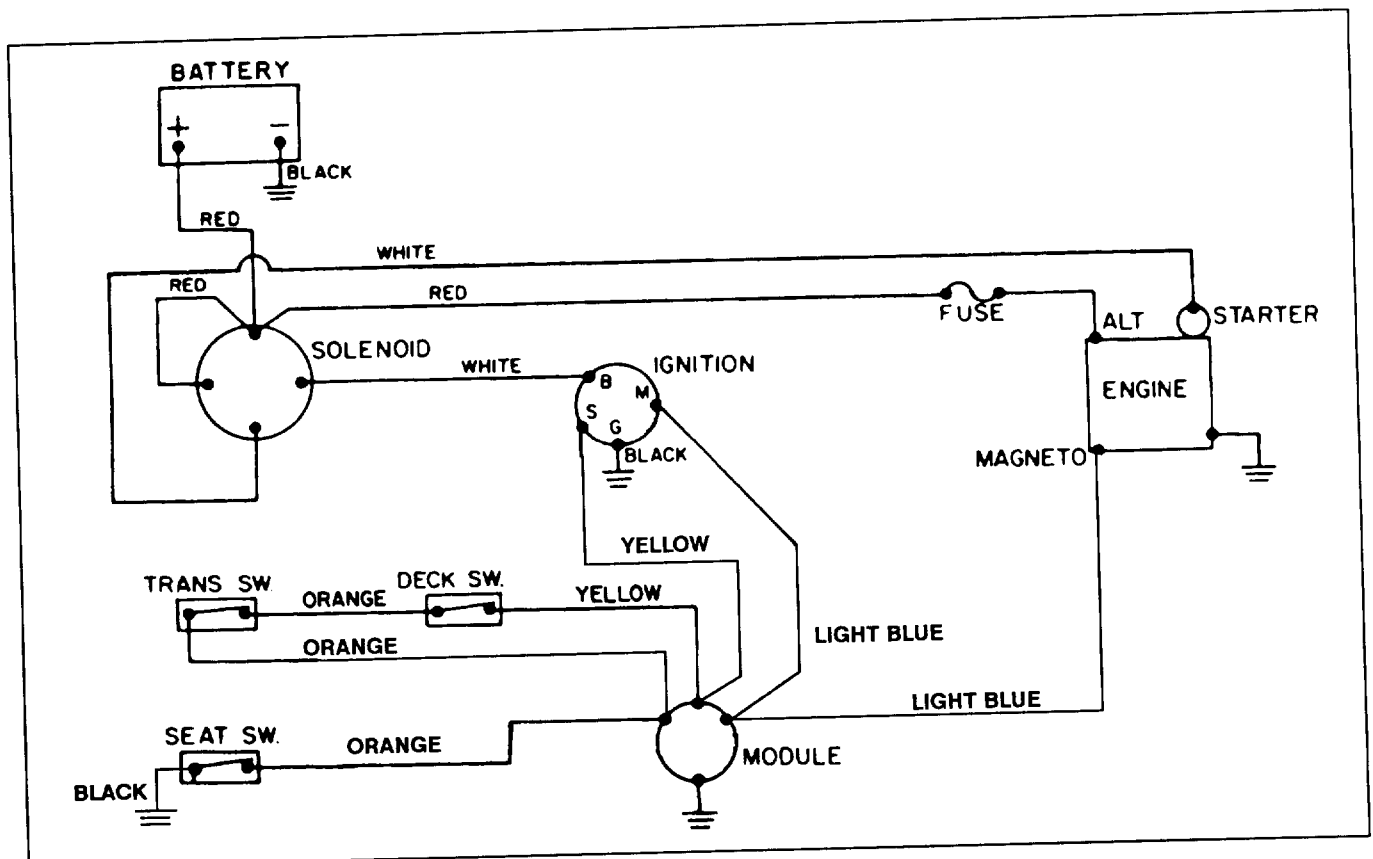 BATTERY
+ −
BLACK
RED
WHITE
RED
RED
FUSE
ALT
STARTER
SOLENOID
WHITE
IGNITION
B
M
S
G
BLACK
ENGINE
MAGNETO
YELLOW
TRANS SW.
ORANGE
DECK SW.
YELLOW
ORANGE
LIGHT BLUE
LIGHT BLUE
SEAT SW.
ORANGE
MODULE
BLACK